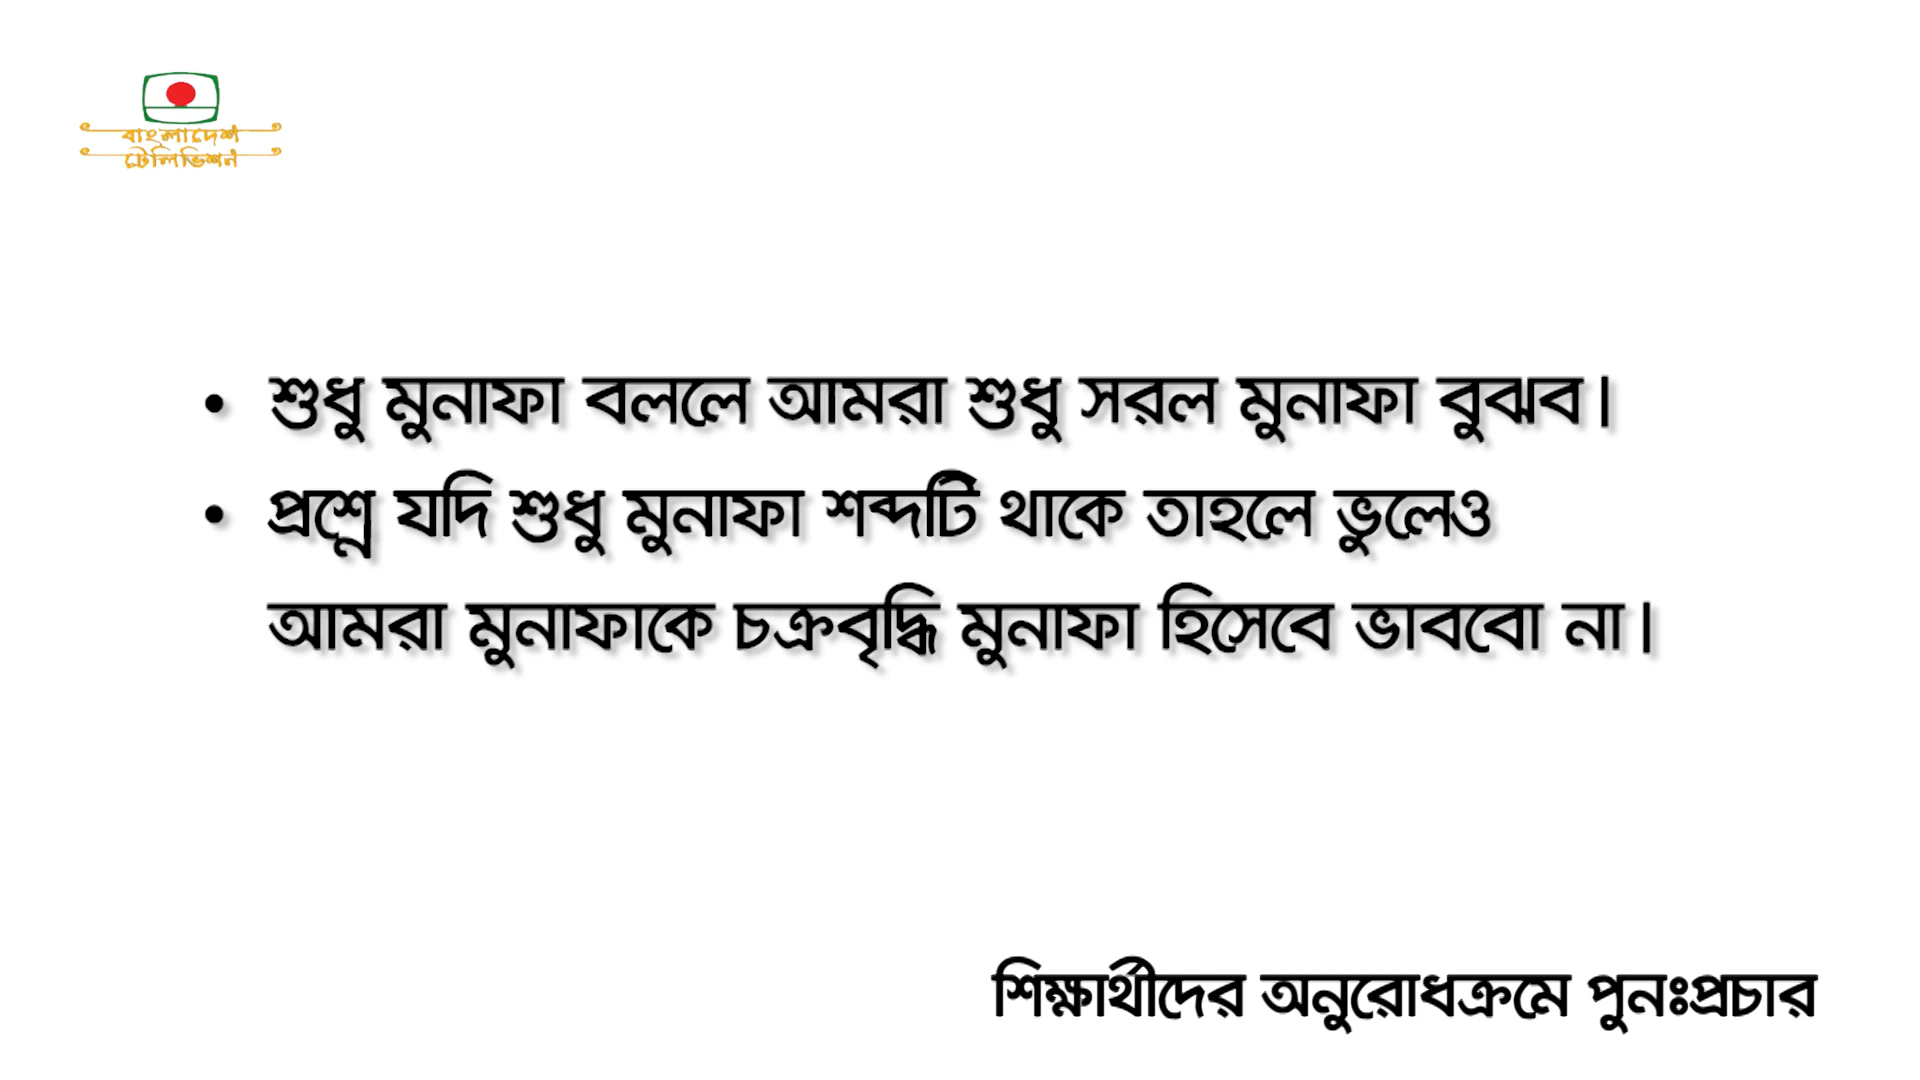 বাংলাদেশ
টেলিভিশন
• শুধু মুনাফা বললে আমরা শুধু সরল মুনাফা বুঝব।
• প্রশ্নে যদি শুধু মুনাফা শব্দটি থাকে তাহলে ভুলেও
আমরা মুনাফাকে চক্রবৃদ্ধি মুনাফা হিসেবে ভাববো না।
শিক্ষার্থীদের অনুরোধক্রমে পুনঃপ্রচার